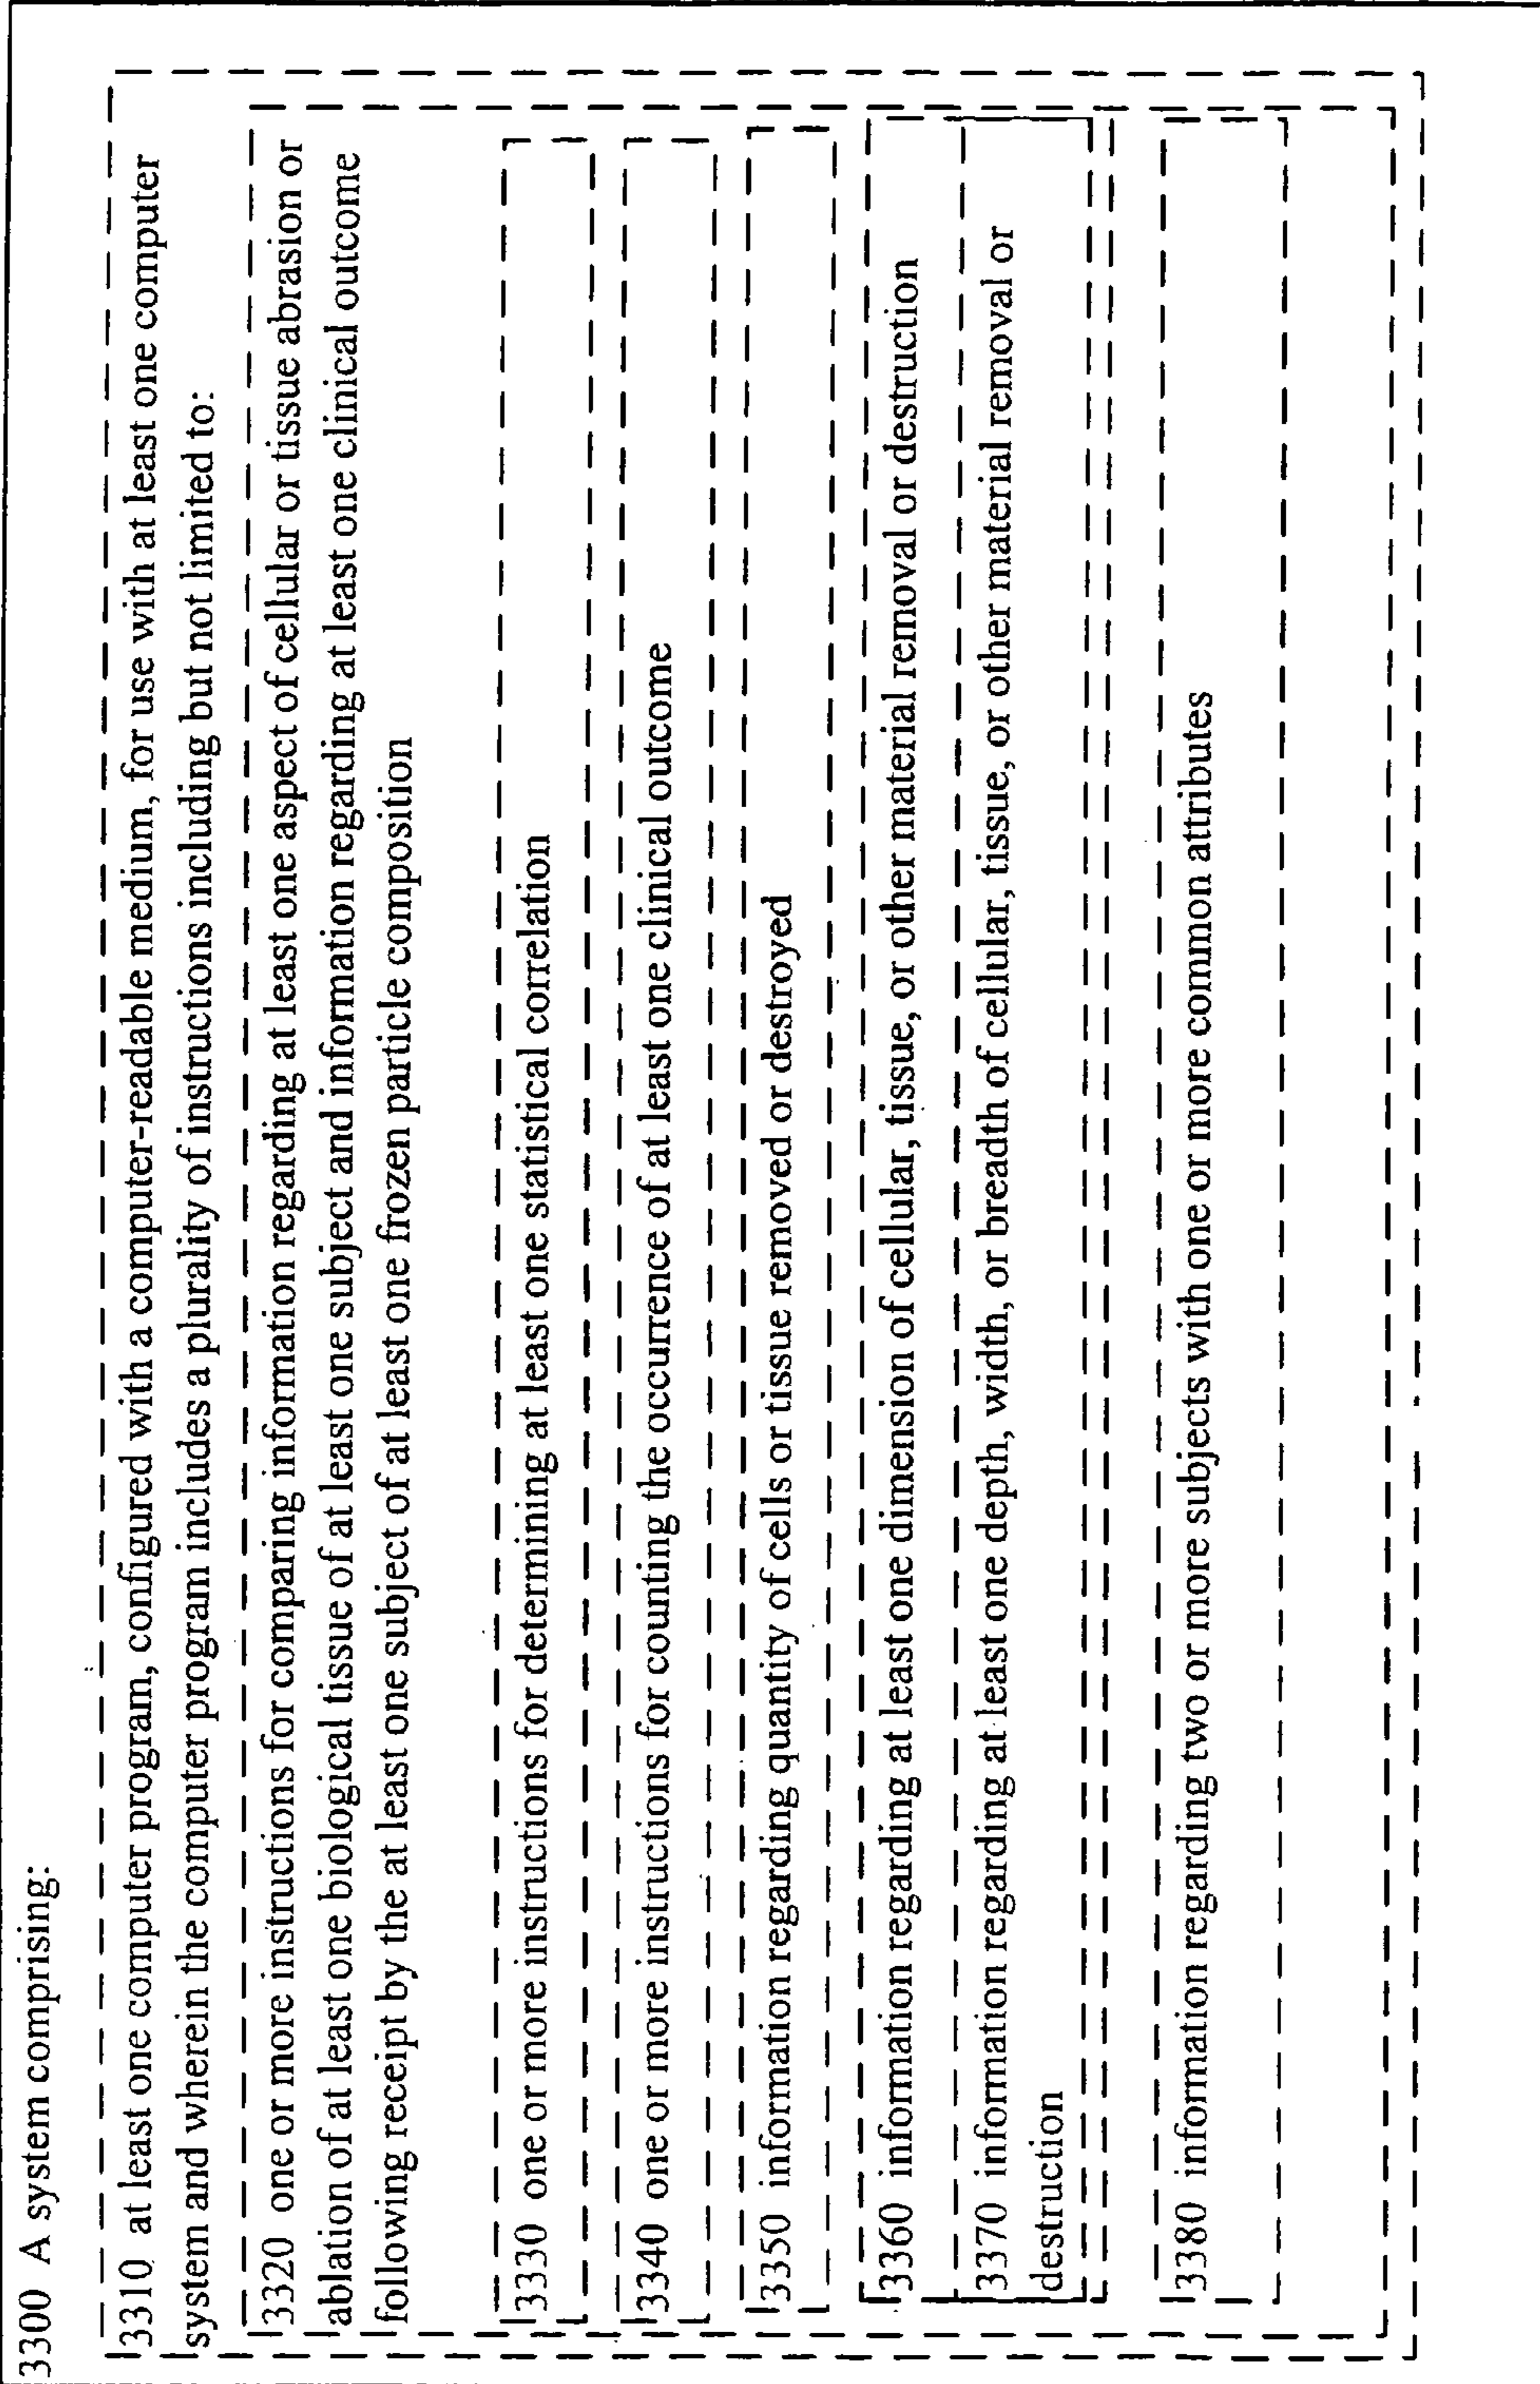 3300 A system comprising:
3310 at least one computer program, configured with a computer-readable medium, for use with at least one computer
system and wherein the computer program includes a plurality of instructions including but not limited to:
3320 one or more instructions for comparing information regarding at least one aspect of cellular or tissue abrasion or
ablation of at least one biological tissue of at least one subject and information regarding at least one clinical outcome
following receipt by the at least one subject of at least one frozen particle composition
3330 one or more instructions for determining at least one statistical correlation
3340 one or more instructions for counting the occurrence of at least one clinical outcome
3350 information regarding quantity of cells or tissue removed or destroyed
3360 information regarding at least one dimension of cellular, tissue, or other material removal or destruction
3370 information regarding at least one depth, width, or breadth of cellular, tissue, or other material removal or
destruction
3380 information regarding two or more subjects with one or more common attributes